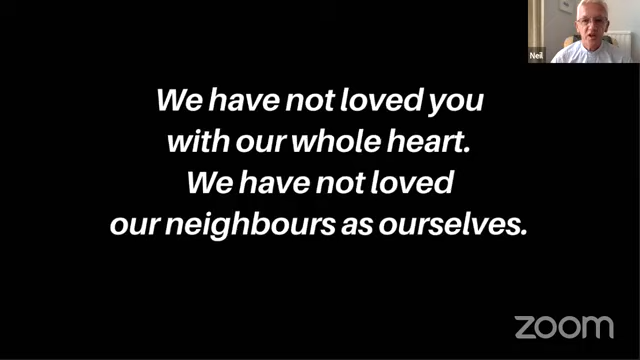 Neil
We have not loved you
with our whole heart.
We have not loved
our neighbours as ourselves.
zoom